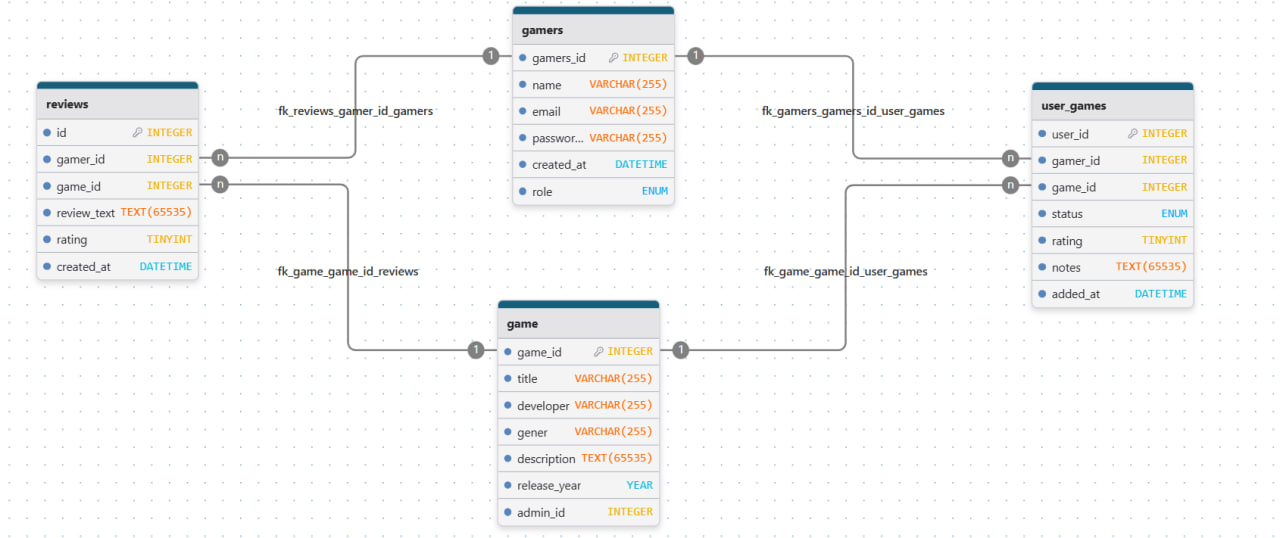 gamers
gamers_id INTEGER
name VARCHAR(255)
email VARCHAR(255)
passwor... VARCHAR(255)
created_at DATETIME
role ENUM
1
1
reviews
id INTEGER
gamer_id INTEGER
game_id INTEGER
review_text TEXT(65535)
rating TINYINT
created_at DATETIME
n
n
fk_reviews_gamer_id_gamers
fk_gamers_gamers_id_user_games
user_games
user_id INTEGER
gamer_id INTEGER
game_id INTEGER
status ENUM
rating TINYINT
notes TEXT(65535)
added_at DATETIME
n
n
fk_game_game_id_reviews
fk_game_game_id_user_games
game
game_id INTEGER
title VARCHAR(255)
developer VARCHAR(255)
gener VARCHAR(255)
description TEXT(65535)
release_year YEAR
admin_id INTEGER
1
1